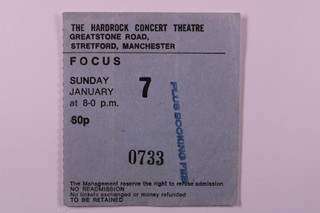 THE HARDROCK CONCERT THEATRE
GREATSTONE ROAD,
STRETFORD, MANCHESTER
FOCUS
SUNDAY
JANUARY
7
at 8-0 p.m.
60p
PLUS BOOKING FEE
0733
The Management reserve the right to refuse admission
NO READMISSION
No tickets exchanged or money refunded
TO BE RETAINED